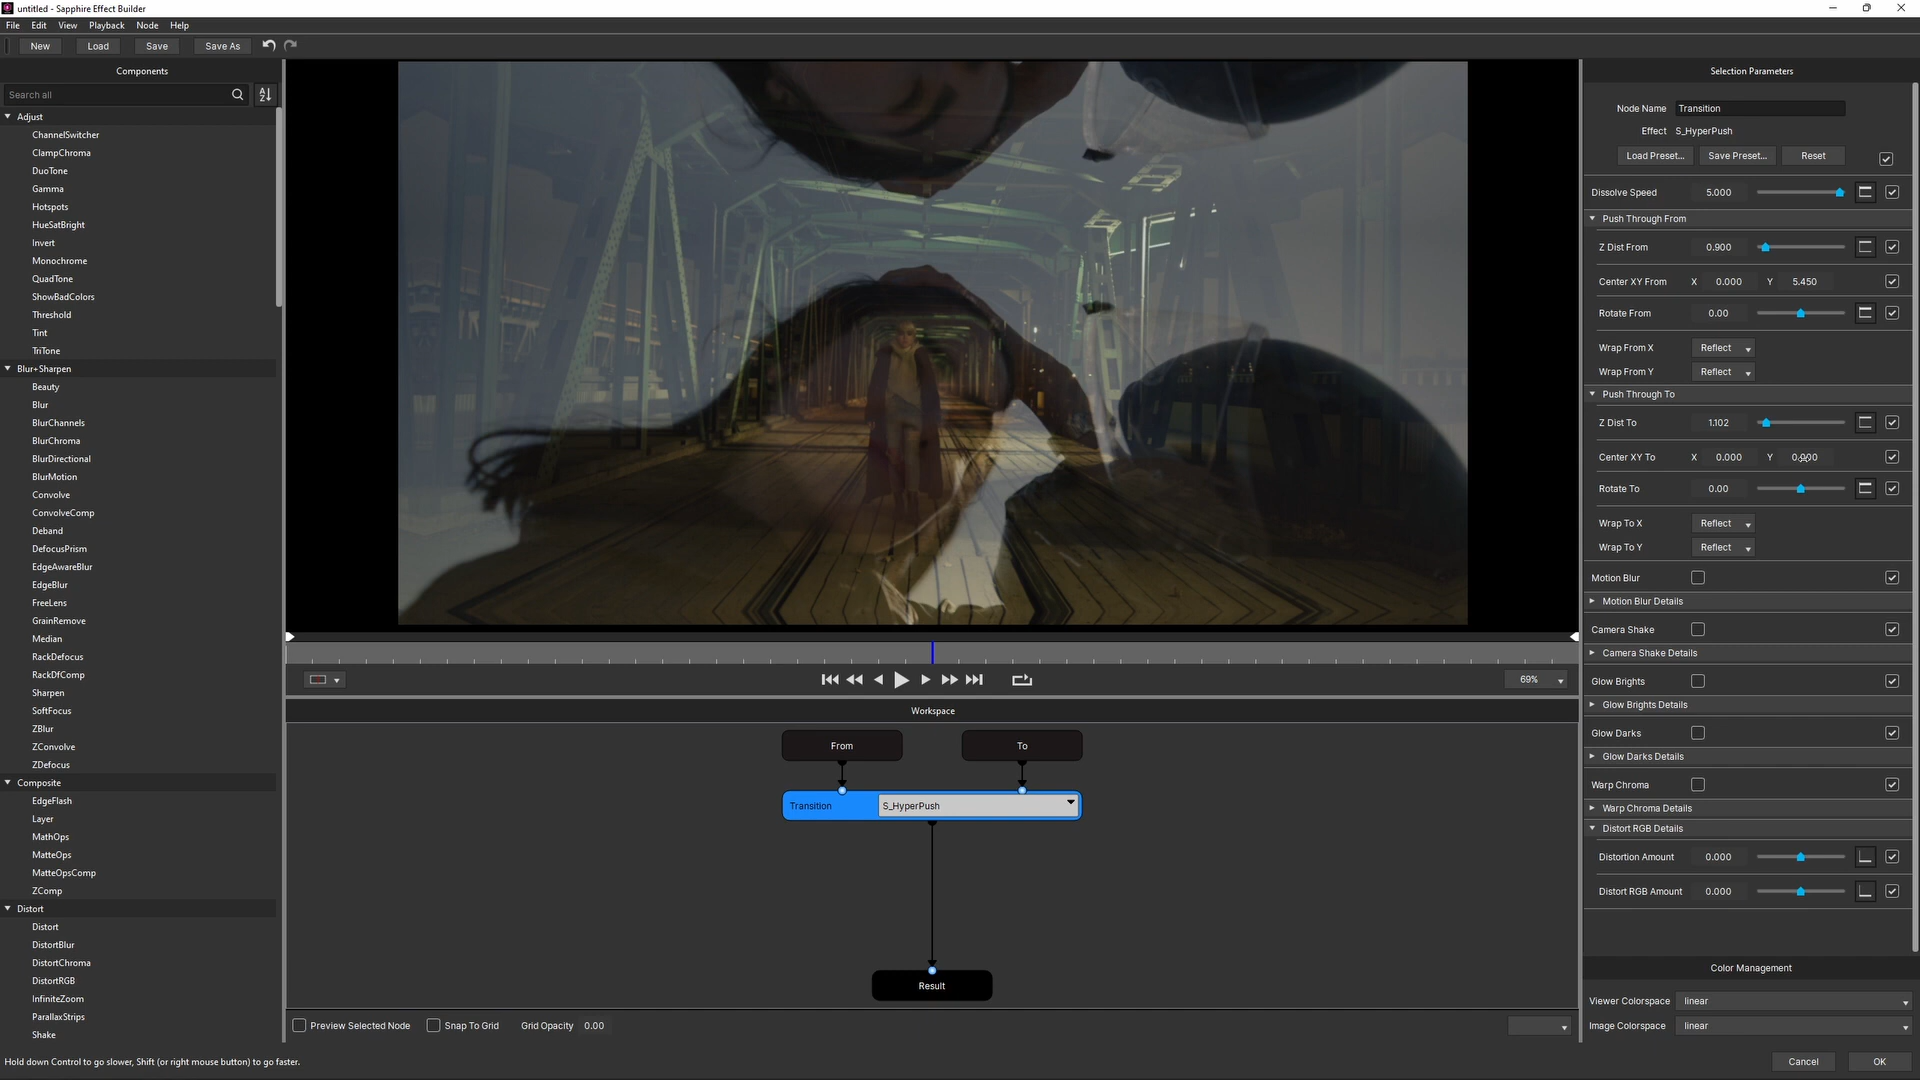 untitled - Sapphire Effect Builder
File Edit View Playback Node Help
New Load Save Save As
Components
Search all
Adjust
ChannelSwitcher
ClampChroma
DuoTone
Gamma
Hotspots
HueSatBright
Invert
Monochrome
QuadTone
ShowBadColors
Threshold
Tint
TriTone
Blur+Sharpen
Beauty
Blur
BlurChannels
BlurChroma
BlurDirectional
BlurMotion
Convolve
ConvolveComp
Deband
DefocusPrism
EdgeAwareBlur
EdgeBlur
FreeLens
GrainRemove
Median
RackDefocus
RackDfComp
Sharpen
SoftFocus
ZBlur
ZConvolve
ZDefocus
Composite
EdgeFlash
Layer
MathOps
MatteOps
MatteOpsComp
ZComp
Distort
Distort
DistortBlur
DistortChroma
DistortRGB
InfiniteZoom
ParallaxStrips
Shake
69%
Workspace
From To
Transition S_HyperPush
Result
Preview Selected Node Snap To Grid Grid Opacity 0.00
Selection Parameters
Node Name Transition
Effect S_HyperPush
Load Preset... Save Preset... Reset
Dissolve Speed 5.000
Push Through From
Z Dist From 0.900
Center XY From X 0.000 Y 5.450
Rotate From 0.00
Wrap From X Reflect
Wrap From Y Reflect
Push Through To
Z Dist To 1.102
Center XY To X 0.000 Y
Rotate To 0.00
Wrap To X Reflect
Wrap To Y Reflect
Motion Blur
Motion Blur Details
Camera Shake
Camera Shake Details
Glow Brights
Glow Brights Details
Glow Darks
Glow Darks Details
Warp Chroma
Warp Chroma Details
Distort RGB Details
Distortion Amount 0.000
Distort RGB Amount 0.000
Color Management
Viewer Colorspace linear
Image Colorspace linear
Hold down Control to go slower, Shift (or right mouse button) to go faster.
Cancel OK